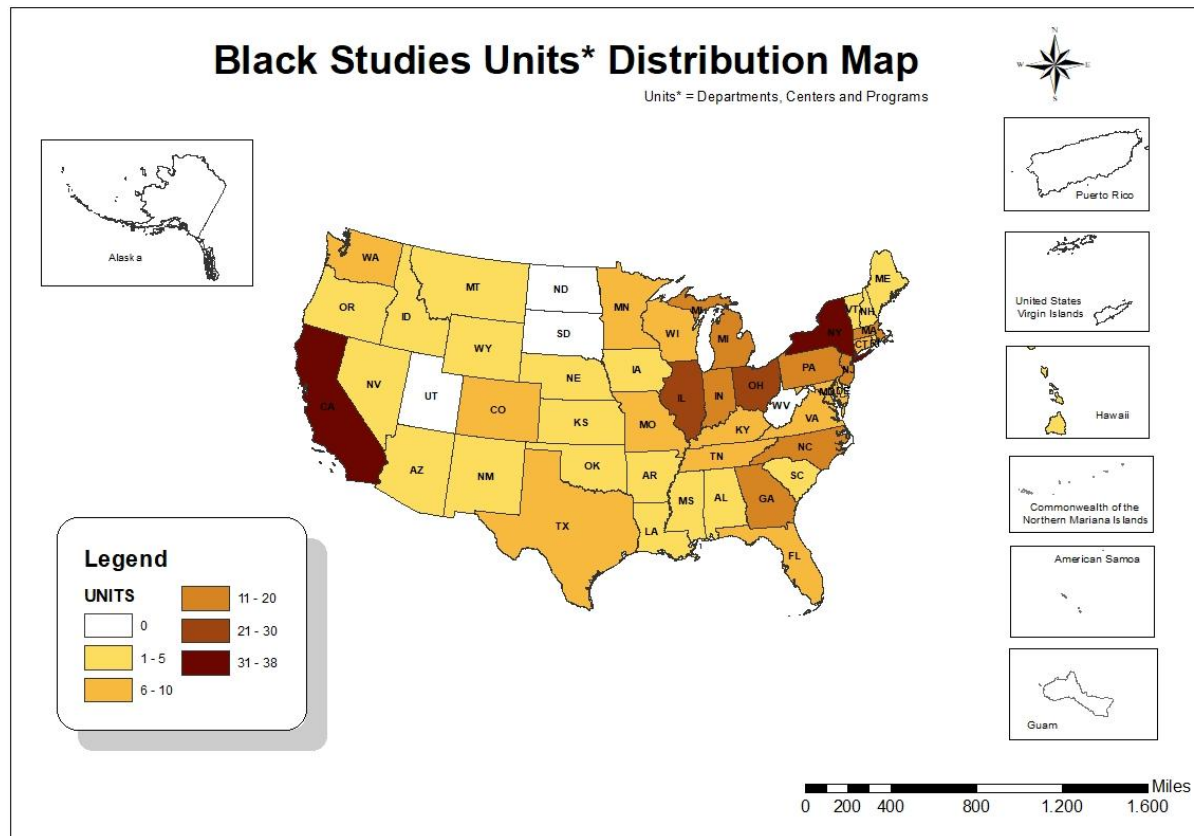 Black Studies Units* Distribution Map
Units* = Departments, Centers and Programs
N
W E
S
Alaska
Puerto Rico
United States
Virgin Islands
Hawaii
Commonwealth of the
Northern Mariana Islands
American Samoa
Guam
WA
OR
ID
MT
WY
NV
UT
CO
CA
AZ
NM
ND
SD
NE
KS
OK
TX
MN
IA
MO
AR
LA
WI
IL
MI
MI
IN
OH
KY
TN
MS
AL
GA
FL
SC
NC
VA
WV
PA
NY
NJ
DE
MD
VT
NH
ME
MA
CT
RI
Legend
UNITS
0
1 - 5
6 - 10
11 - 20
21 - 30
31 - 38
Miles
0 200 400 800 1.200 1.600